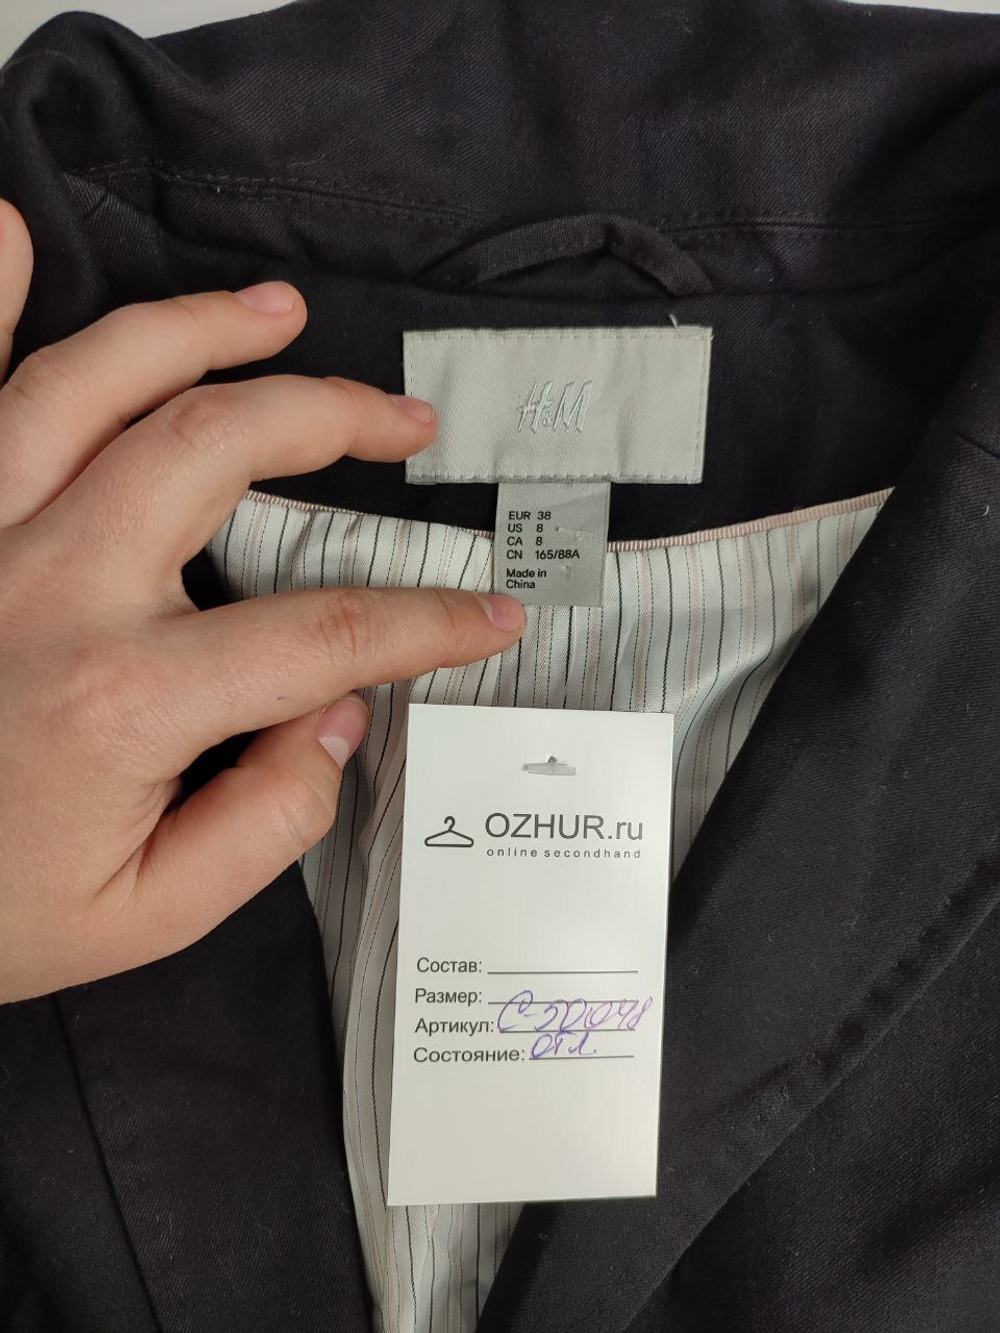 H&M
EUR 38
US 8
CA 8
CN 165/88A
Made in
China
OZHUR.ru
online secondhand
Состав:
Размер:
Артикул: С-50098
Состояние: отл.